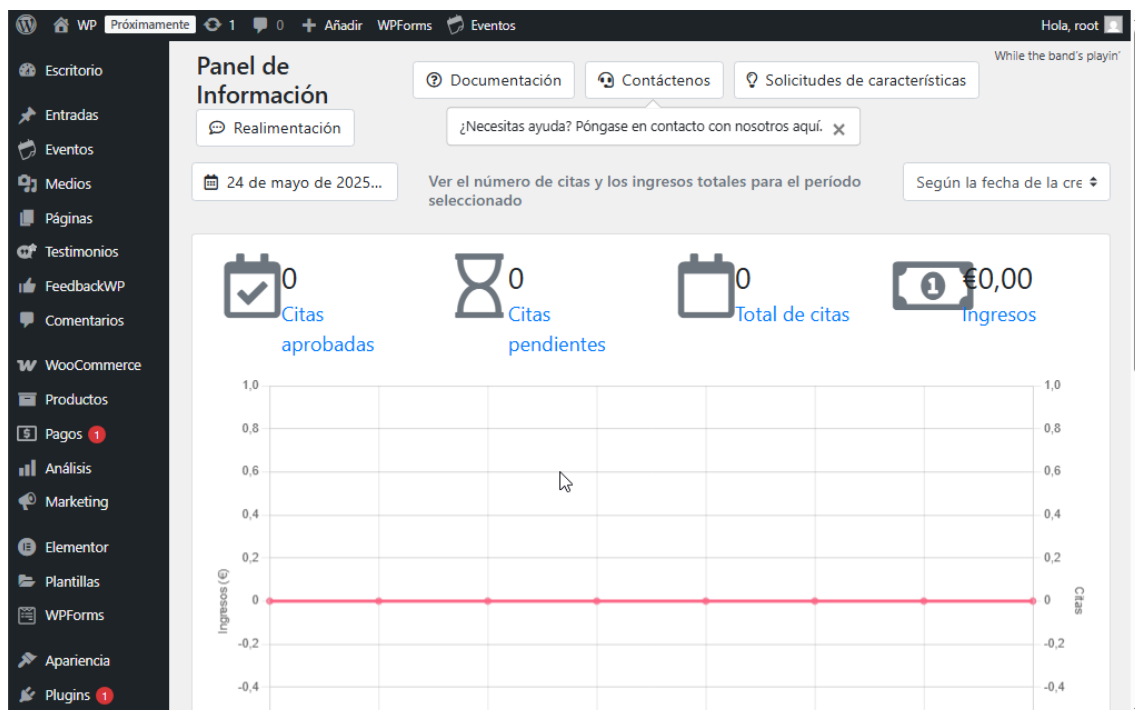 WP Próximamente 1 0 Añadir WPForms Eventos Hola, root
Escritorio
Entradas
Eventos
Medios
Páginas
Testimonios
FeedbackWP
Comentarios
WooCommerce
Productos
Pagos 1
Análisis
Marketing
Elementor
Plantillas
WPForms
Apariencia
Plugins 1
While the band's playin'
Panel de
Información
Documentación
Contáctenos
Solicitudes de características
Realimentación
¿Necesitas ayuda? Póngase en contacto con nosotros aquí.
24 de mayo de 2025...
Ver el número de citas y los ingresos totales para el período
seleccionado
Según la fecha de la cre
0
Citas
aprobadas
0
Citas
pendientes
0
Total de citas
1
€0,00
Ingresos
1,0 1,0
0,8 0,8
0,6 0,6
0,4 0,4
0,2 0,2
0 0
-0,2 -0,2
-0,4 -0,4
Ingresos (€)
Citas